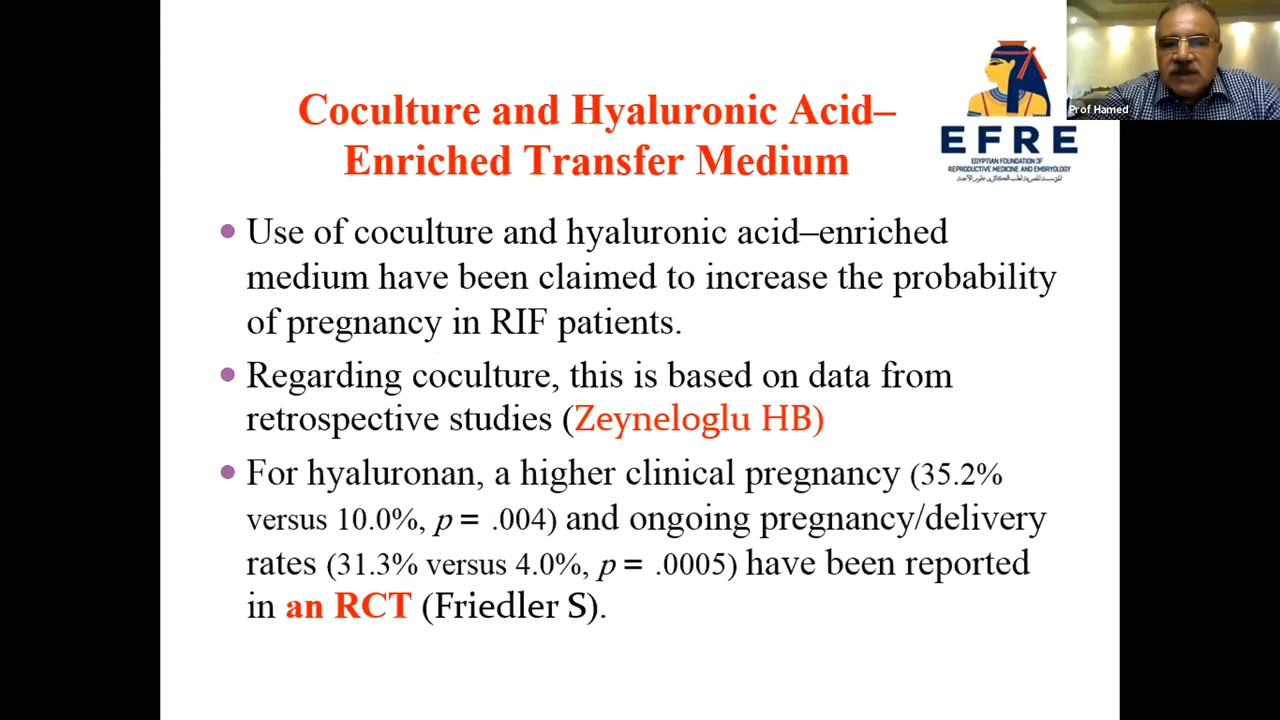 Coculture and Hyaluronic Acid–
Enriched Transfer Medium
Prof Hamed
EFRE
EGYPTIAN FOUNDATION OF
REPRODUCTIVE MEDICINE AND EMBRYOLOGY
Use of coculture and hyaluronic acid–enriched
medium have been claimed to increase the probability
of pregnancy in RIF patients.
Regarding coculture, this is based on data from
retrospective studies (Zeyneloglu HB)
For hyaluronan, a higher clinical pregnancy (35.2%
versus 10.0%, p = .004) and ongoing pregnancy/delivery
rates (31.3% versus 4.0%, p = .0005) have been reported
in an RCT (Friedler S).